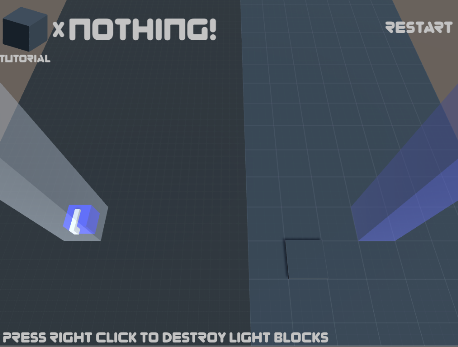 x NOTHING!
RESTART
TUTORIAL
PRESS RIGHT CLICK TO DESTROY LIGHT BLOCKS